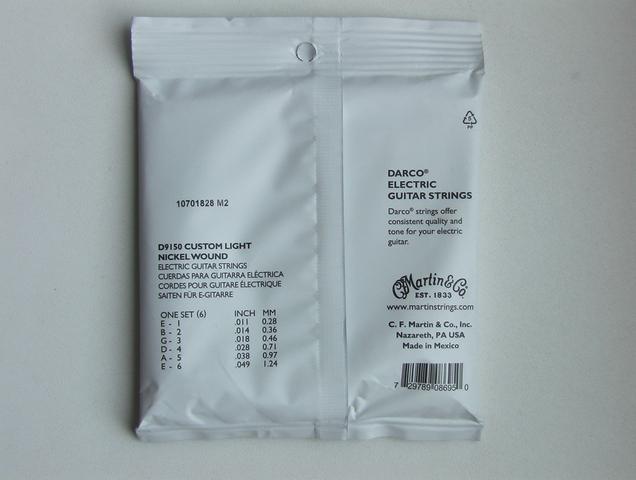 10701828 M2
D9150 CUSTOM LIGHT
NICKEL WOUND
ELECTRIC GUITAR STRINGS
CUERDAS PARA GUITARRA ELÉCTRICA
CORDES POUR GUITARE ÉLECTRIQUE
SAITEN FÜR E-GITARRE
ONE SET (6) INCH MM
E - 1 .011 0.28
B - 2 .014 0.36
G - 3 .018 0.46
D - 4 .028 0.71
A - 5 .038 0.97
E - 6 .049 1.24
5
PP
DARCO®
ELECTRIC
GUITAR STRINGS
Darco® strings offer
consistent quality and
tone for your electric
guitar.
CF Martin & Co.
EST. 1833
www.martinstrings.com
C. F. Martin & Co., Inc.
Nazareth, PA USA
Made in Mexico
7 29789 08695 0